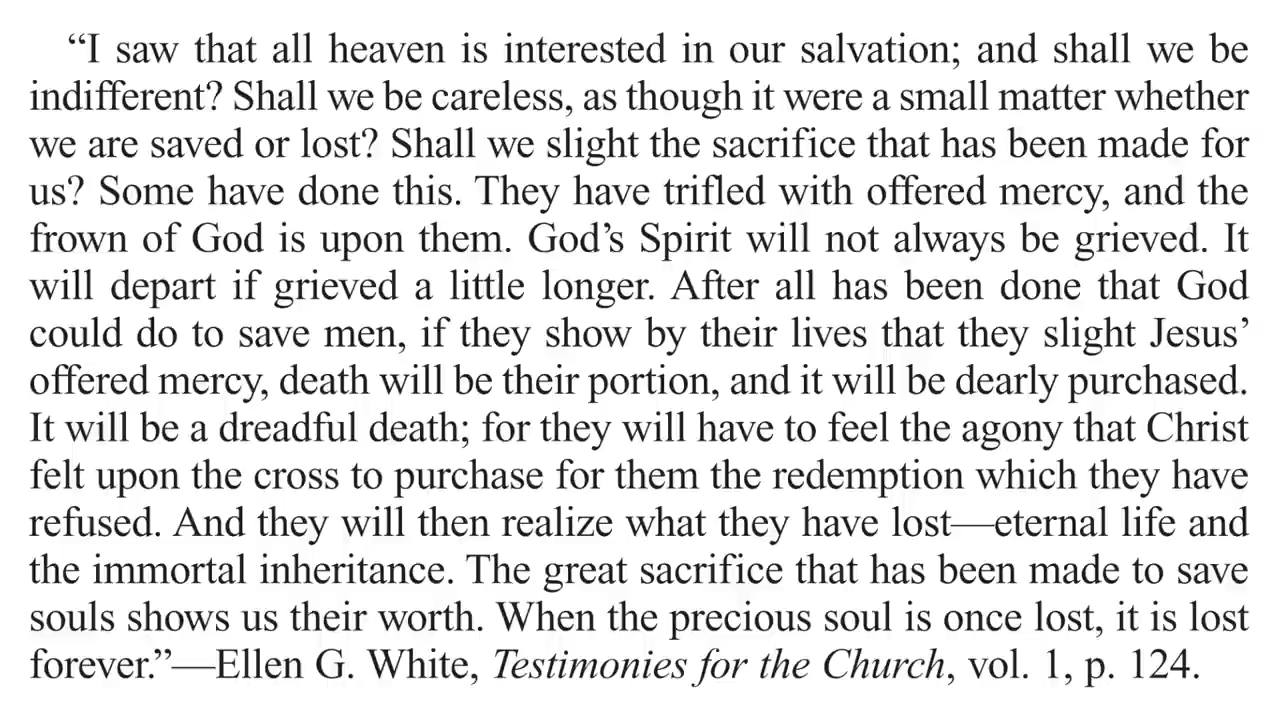 “I saw that all heaven is interested in our salvation; and shall we be
indifferent? Shall we be careless, as though it were a small matter whether
we are saved or lost? Shall we slight the sacrifice that has been made for
us? Some have done this. They have trifled with offered mercy, and the
frown of God is upon them. God’s Spirit will not always be grieved. It
will depart if grieved a little longer. After all has been done that God
could do to save men, if they show by their lives that they slight Jesus’
offered mercy, death will be their portion, and it will be dearly purchased.
It will be a dreadful death; for they will have to feel the agony that Christ
felt upon the cross to purchase for them the redemption which they have
refused. And they will then realize what they have lost—eternal life and
the immortal inheritance. The great sacrifice that has been made to save
souls shows us their worth. When the precious soul is once lost, it is lost
forever.”—Ellen G. White, Testimonies for the Church, vol. 1, p. 124.